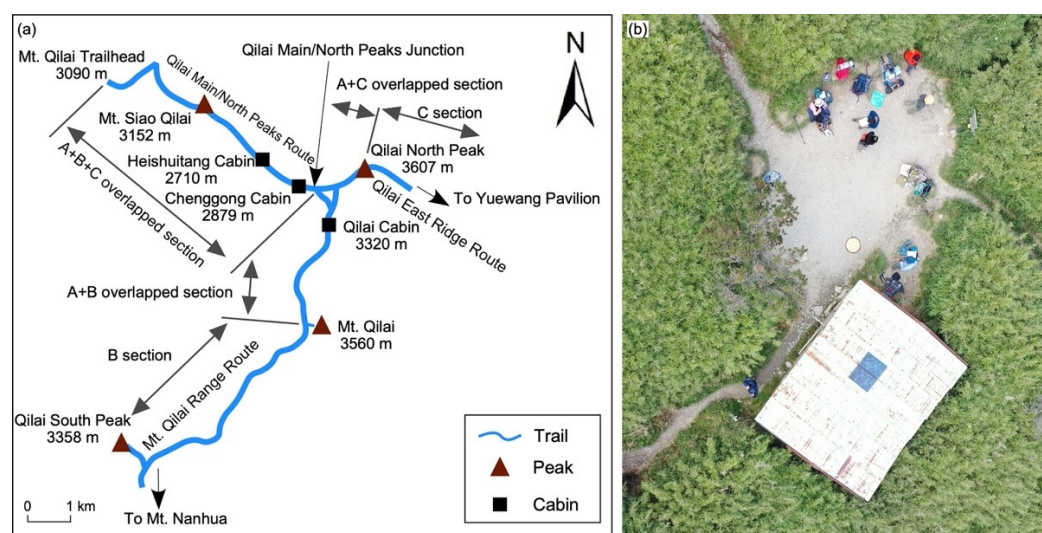 (a)
Mt. Qilai Trailhead
3090 m
Qilai Main/North Peaks Junction
N
A+C overlapped section
C section
Qilai Main/North Peaks Route
Mt. Siao Qilai
3152 m
A+B+C overlapped section
Heishuitang Cabin
2710 m
Chenggong Cabin
2879 m
Qilai North Peak
3607 m
To Yuewang Pavilion
Qilai East Ridge Route
Qilai Cabin
3320 m
A+B overlapped section
Mt. Qilai
3560 m
B section
Mt. Qilai Range Route
Qilai South Peak
3358 m
0 1 km
To Mt. Nanhua
Trail
Peak
Cabin
(b)